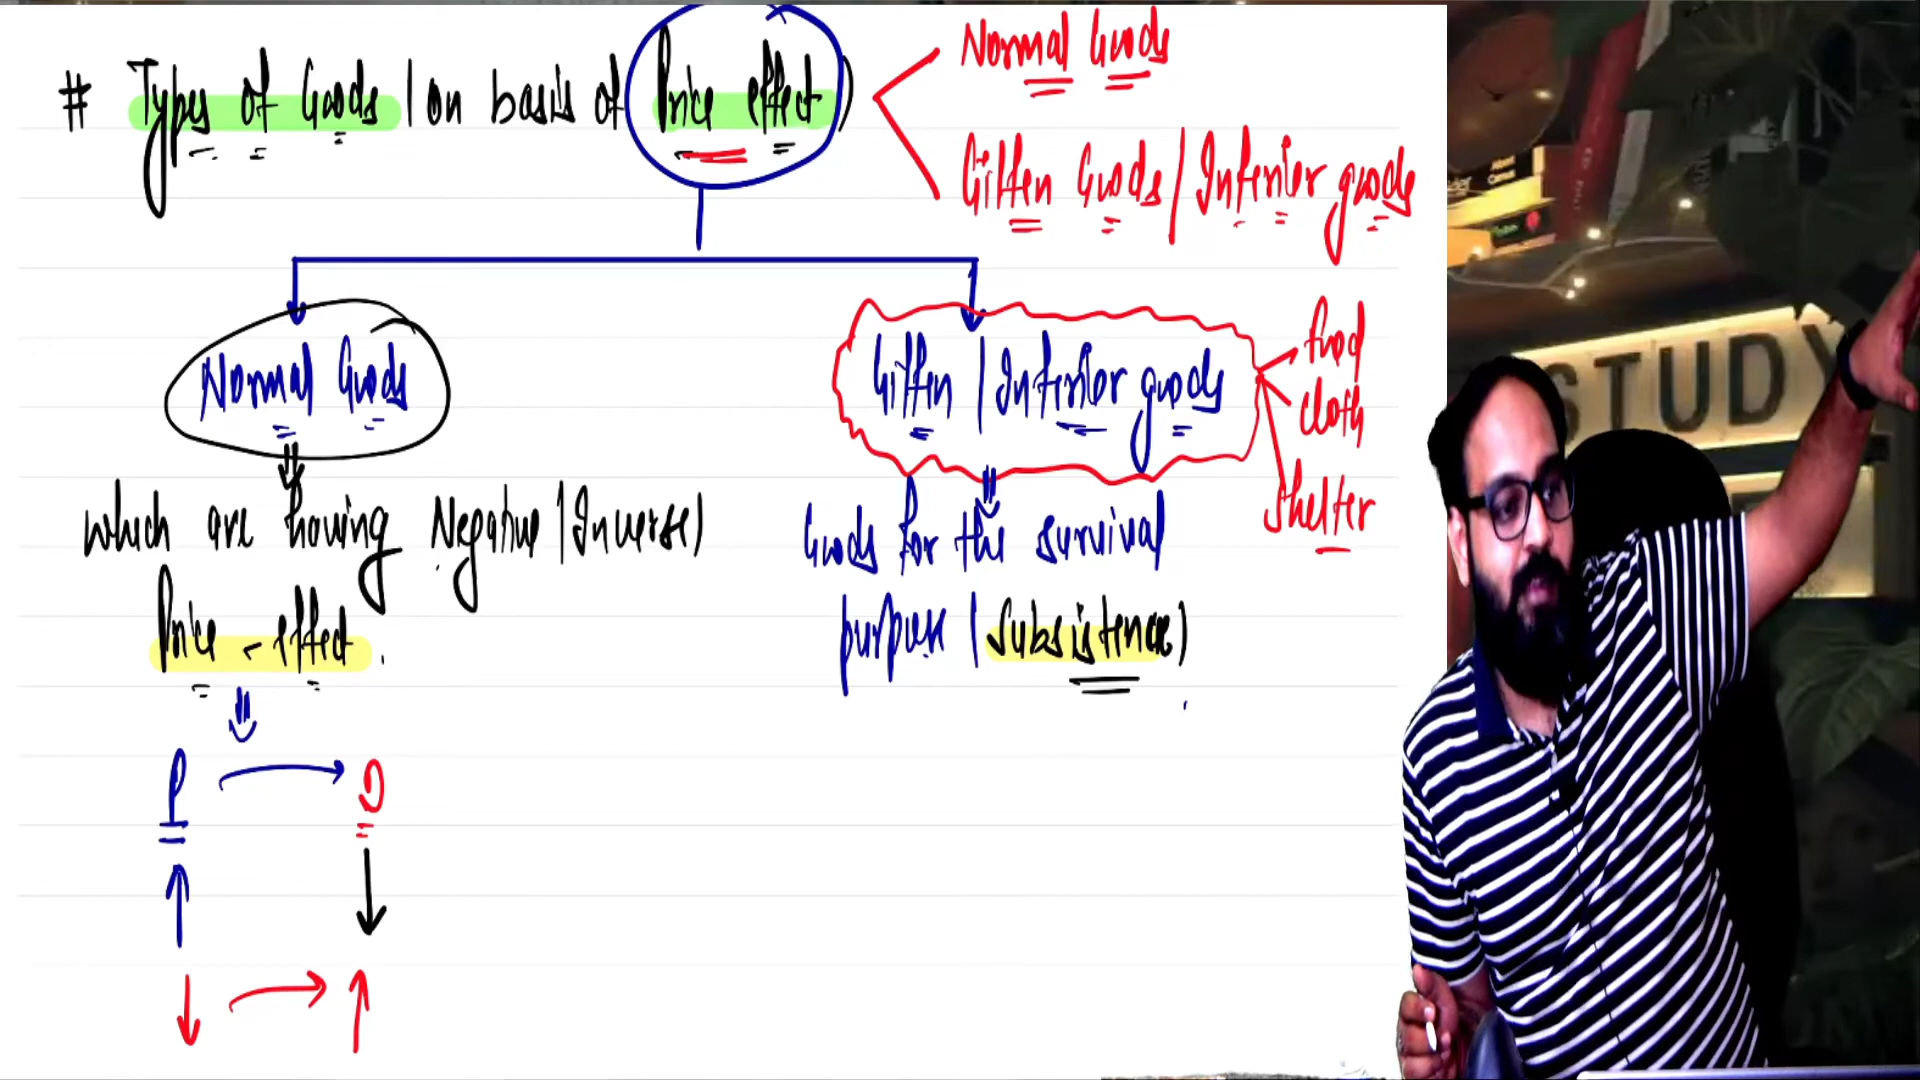 # Types of Goods (on basis of Price effect)
Normal Goods
Giffen Goods / Inferior goods
Normal Goods
Giffen / Inferior goods
food
cloth
shelter
which are having Negative (Inverse)
Price - effect.
Goods for the survival
purpose (subsistence)
P → D
↑ ↓
↓ → ↑
STUDY